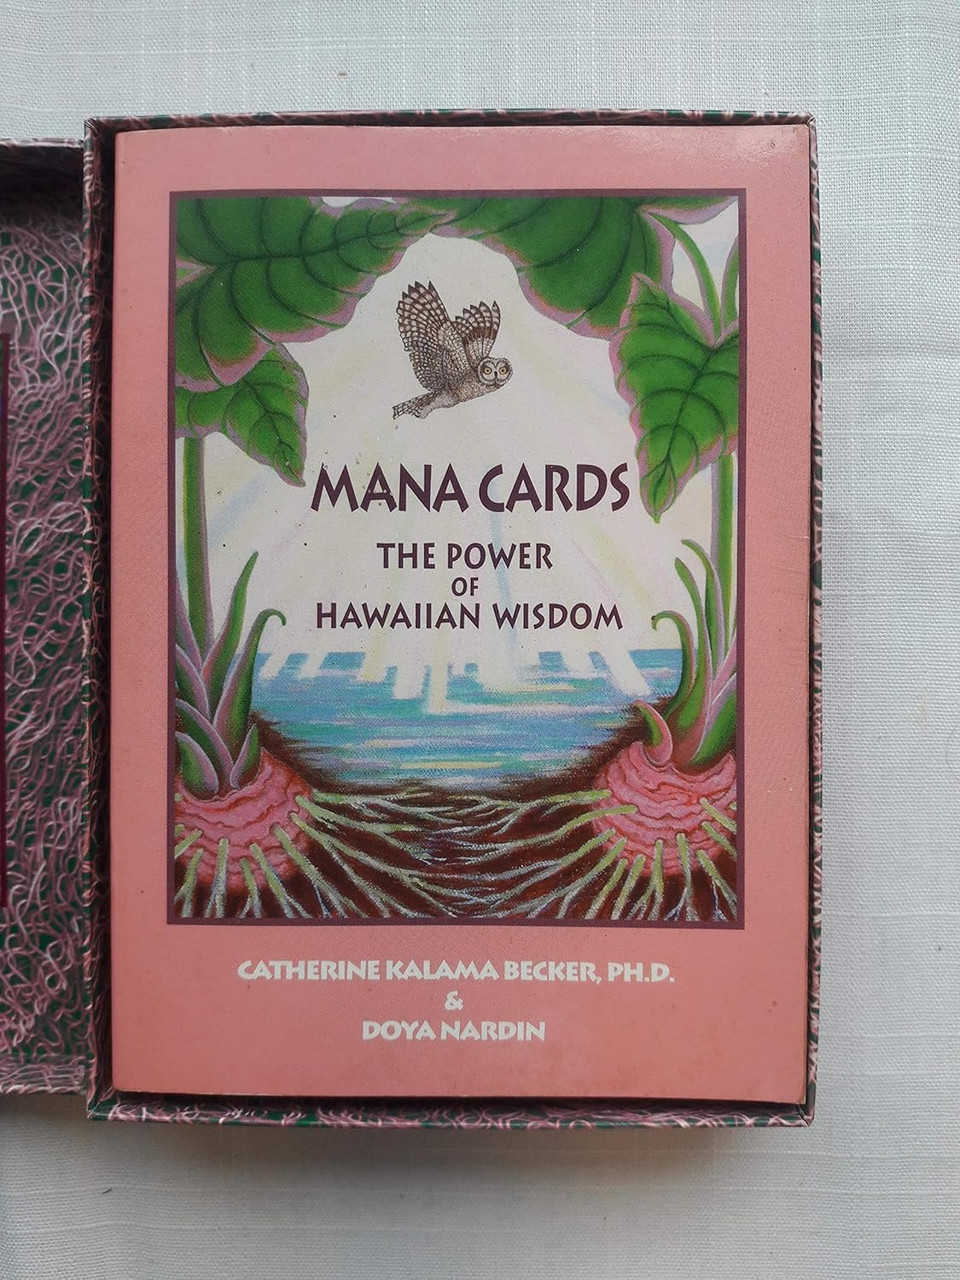 MANA CARDS
THE POWER
OF
HAWAIIAN WISDOM
CATHERINE KALAMA BECKER, PH.D.
&
DOYA NARDIN